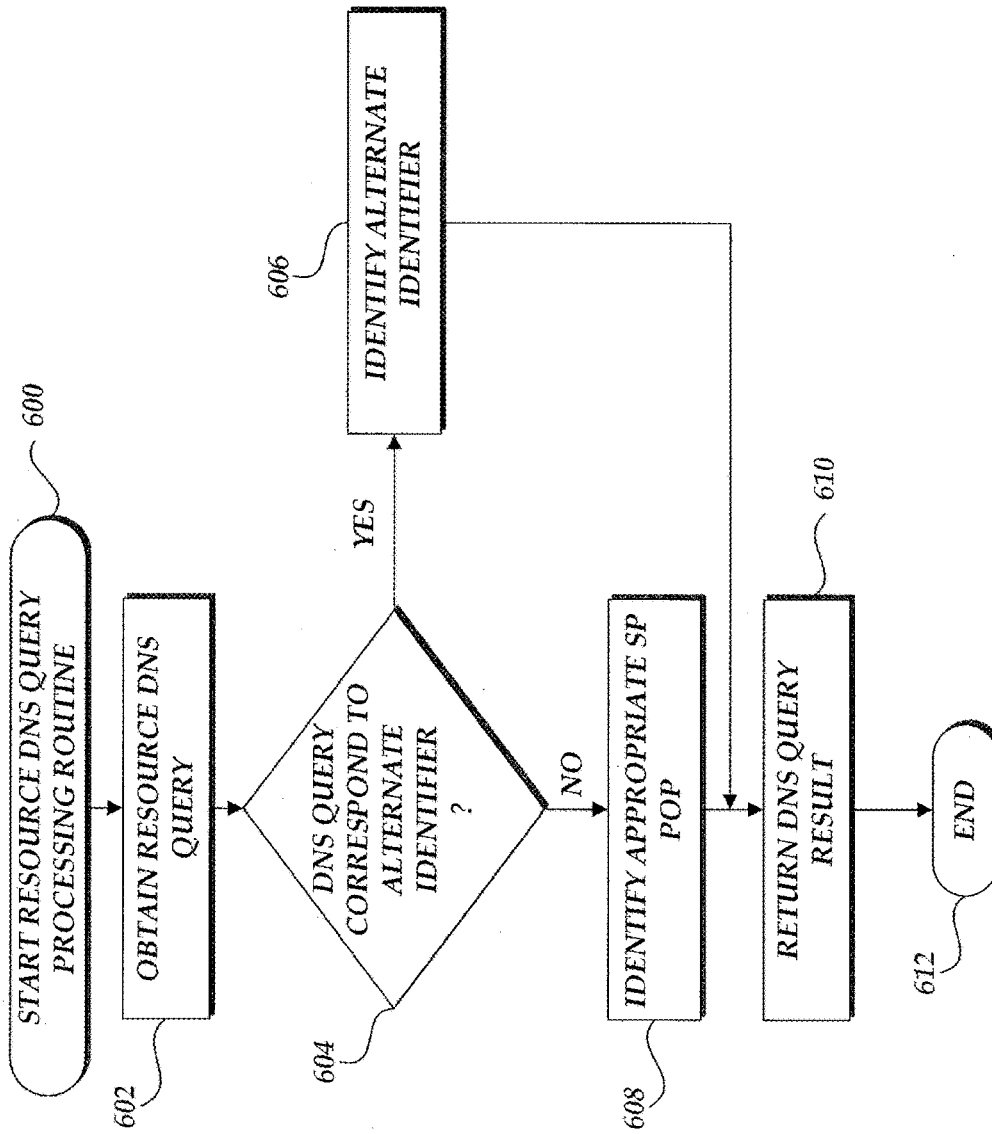 600
START RESOURCE DNS QUERY
PROCESSING ROUTINE
602
OBTAIN RESOURCE DNS
QUERY
604
DNS QUERY
CORRESPOND TO
ALTERNATE
IDENTIFIER
?
YES
606
IDENTIFY ALTERNATE
IDENTIFIER
NO
608
IDENTIFY APPROPRIATE SP
POP
610
RETURN DNS QUERY
RESULT
612
END